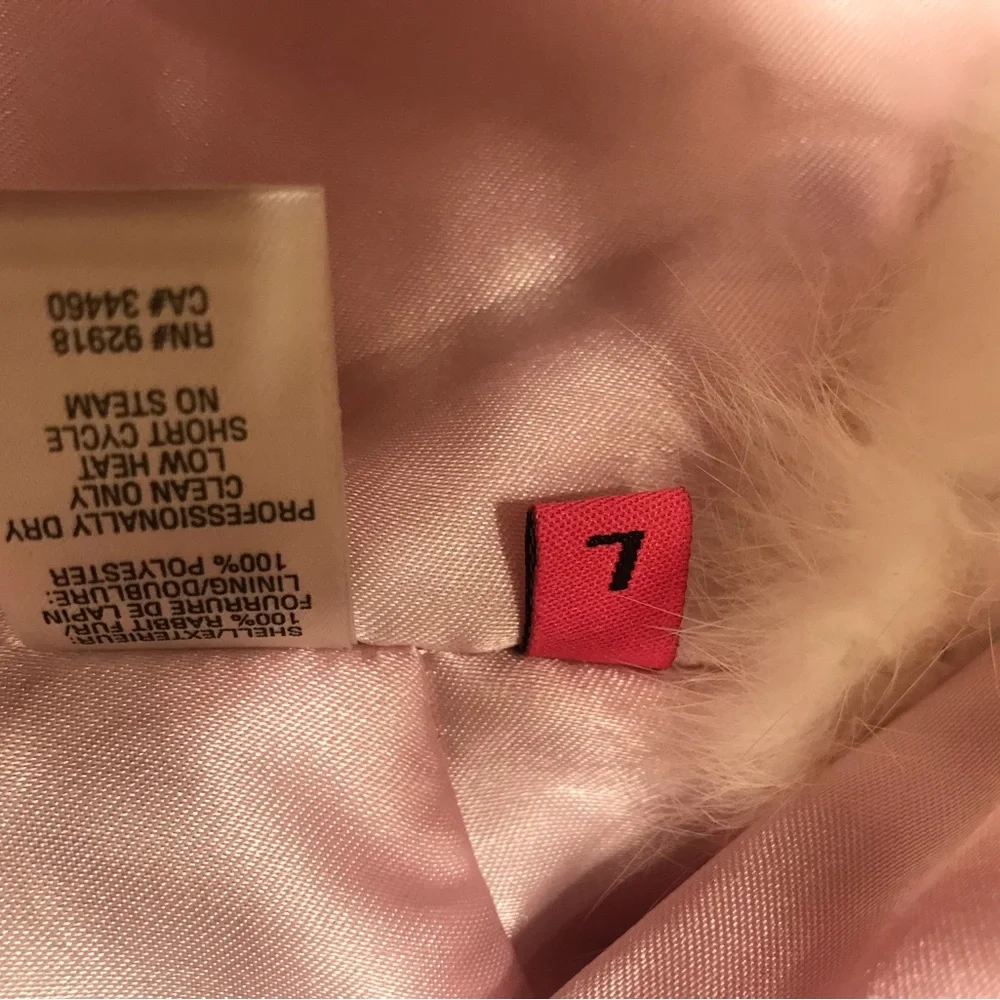 SHELL/EXTERIEUR:
100% RABBIT FUR/
FOURRURE DE LAPIN
LINING/DOUBLURE:
100% POLYESTER
PROFESSIONALLY DRY
CLEAN ONLY
LOW HEAT
SHORT CYCLE
NO STEAM
RN# 92918
CA# 34460
L